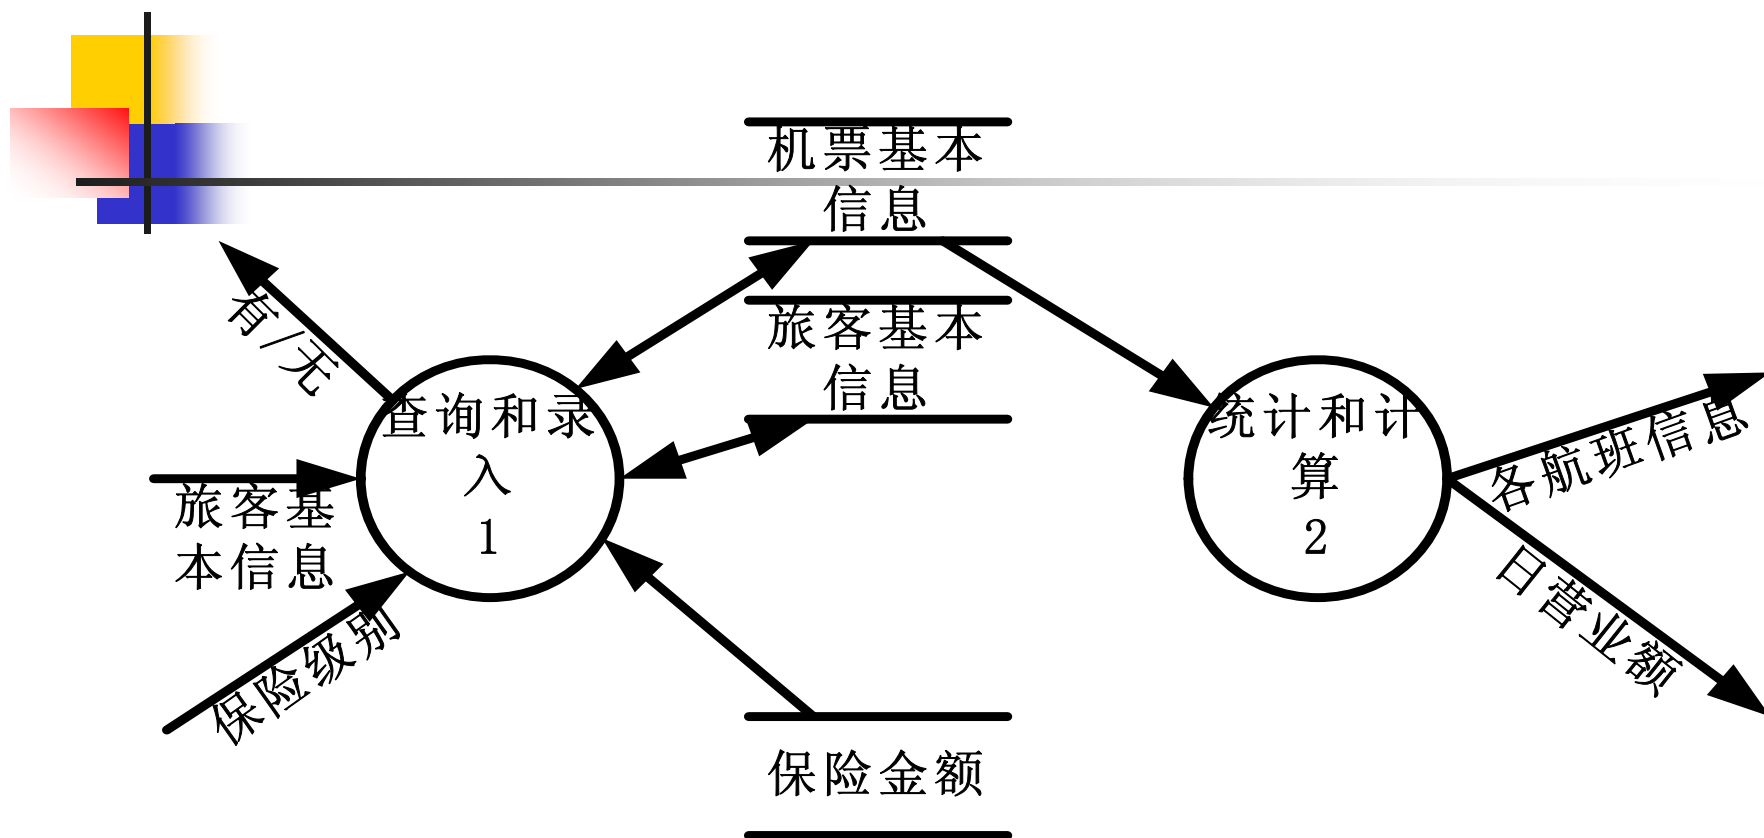 机票基本
信息
有/无
旅客基本
信息
查询和录
入
1
统计和计
算
2
各航班信息
旅客基
本信息
日营业额
保险级别
保险金额